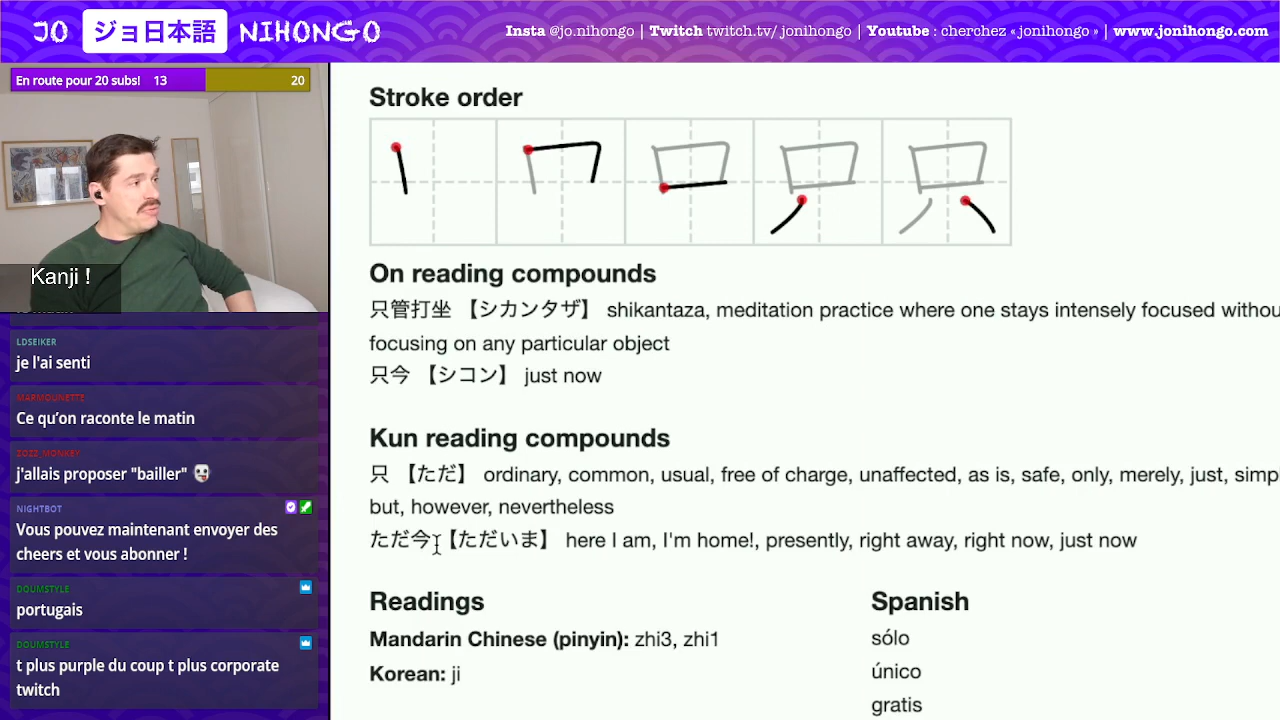 JO ジョ日本語 NIHONGO
Insta @jo.nihongo | Twitch twitch.tv/jonihongo | Youtube : cherchez « jonihongo » | www.jonihongo.com
En route pour 20 subs! 13 20
Kanji !
LDSEIKER
je l'ai senti
MARMOUNETTE
Ce qu'on raconte le matin
j'allais proposer "bailler"
NIGHTBOT
Vous pouvez maintenant envoyer des
cheers et vous abonner !
DOUMSTYLE
portugais
DOUMSTYLE
t plus purple du coup t plus corporate
twitch
Stroke order
On reading compounds
只管打坐 【シカンタザ】 shikantaza, meditation practice where one stays intensely focused withou
focusing on any particular object
只今 【シコン】 just now
Kun reading compounds
只 【ただ】 ordinary, common, usual, free of charge, unaffected, as is, safe, only, merely, just, simp
but, however, nevertheless
ただ今 【ただいま】 here I am, I'm home!, presently, right away, right now, just now
Readings
Mandarin Chinese (pinyin): zhi3, zhi1
Korean: ji
Spanish
sólo
único
gratis